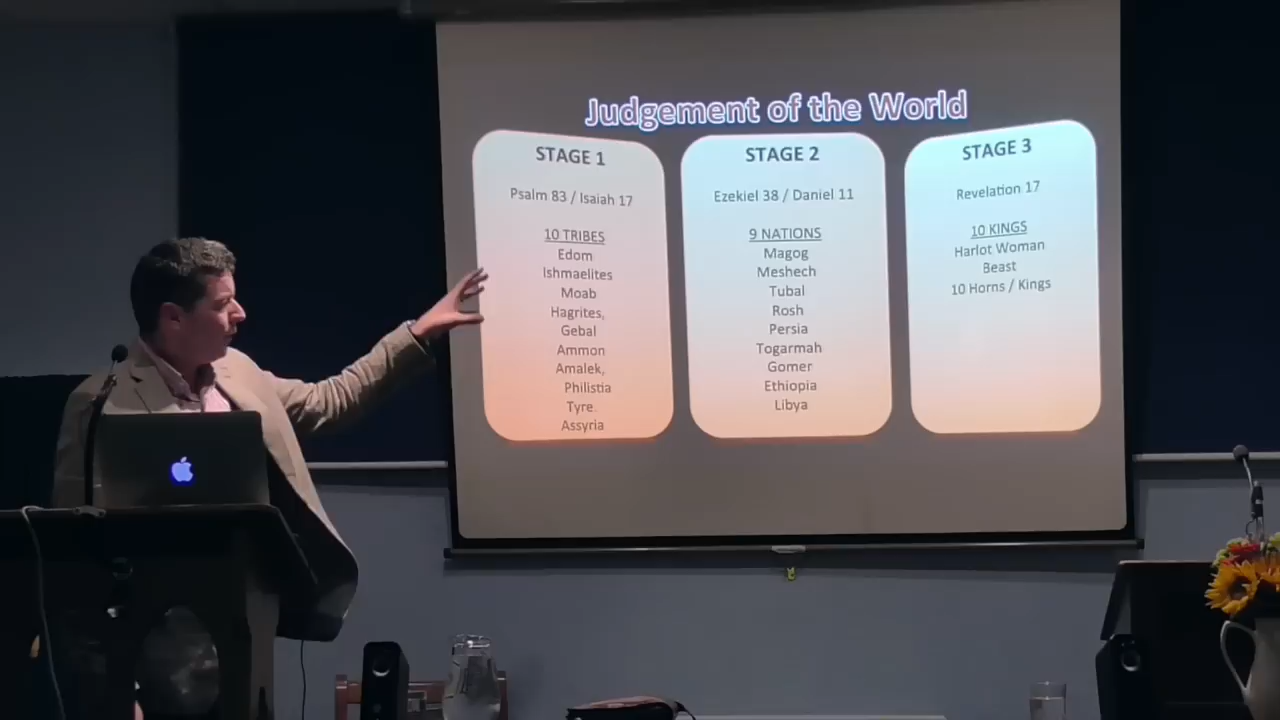 Judgement of the World
STAGE 1
Psalm 83 / Isaiah 17
10 TRIBES
Edom
Ishmaelites
Moab
Hagrites,
Gebal
Ammon
Amalek,
Philistia
Tyre.
Assyria
STAGE 2
Ezekiel 38 / Daniel 11
9 NATIONS
Magog
Meshech
Tubal
Rosh
Persia
Togarmah
Gomer
Ethiopia
Libya
STAGE 3
Revelation 17
10 KINGS
Harlot Woman
Beast
10 Horns / Kings